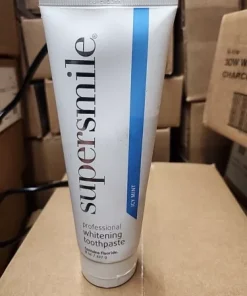 supersmile®
professional
whitening
toothpaste
ICY MINT